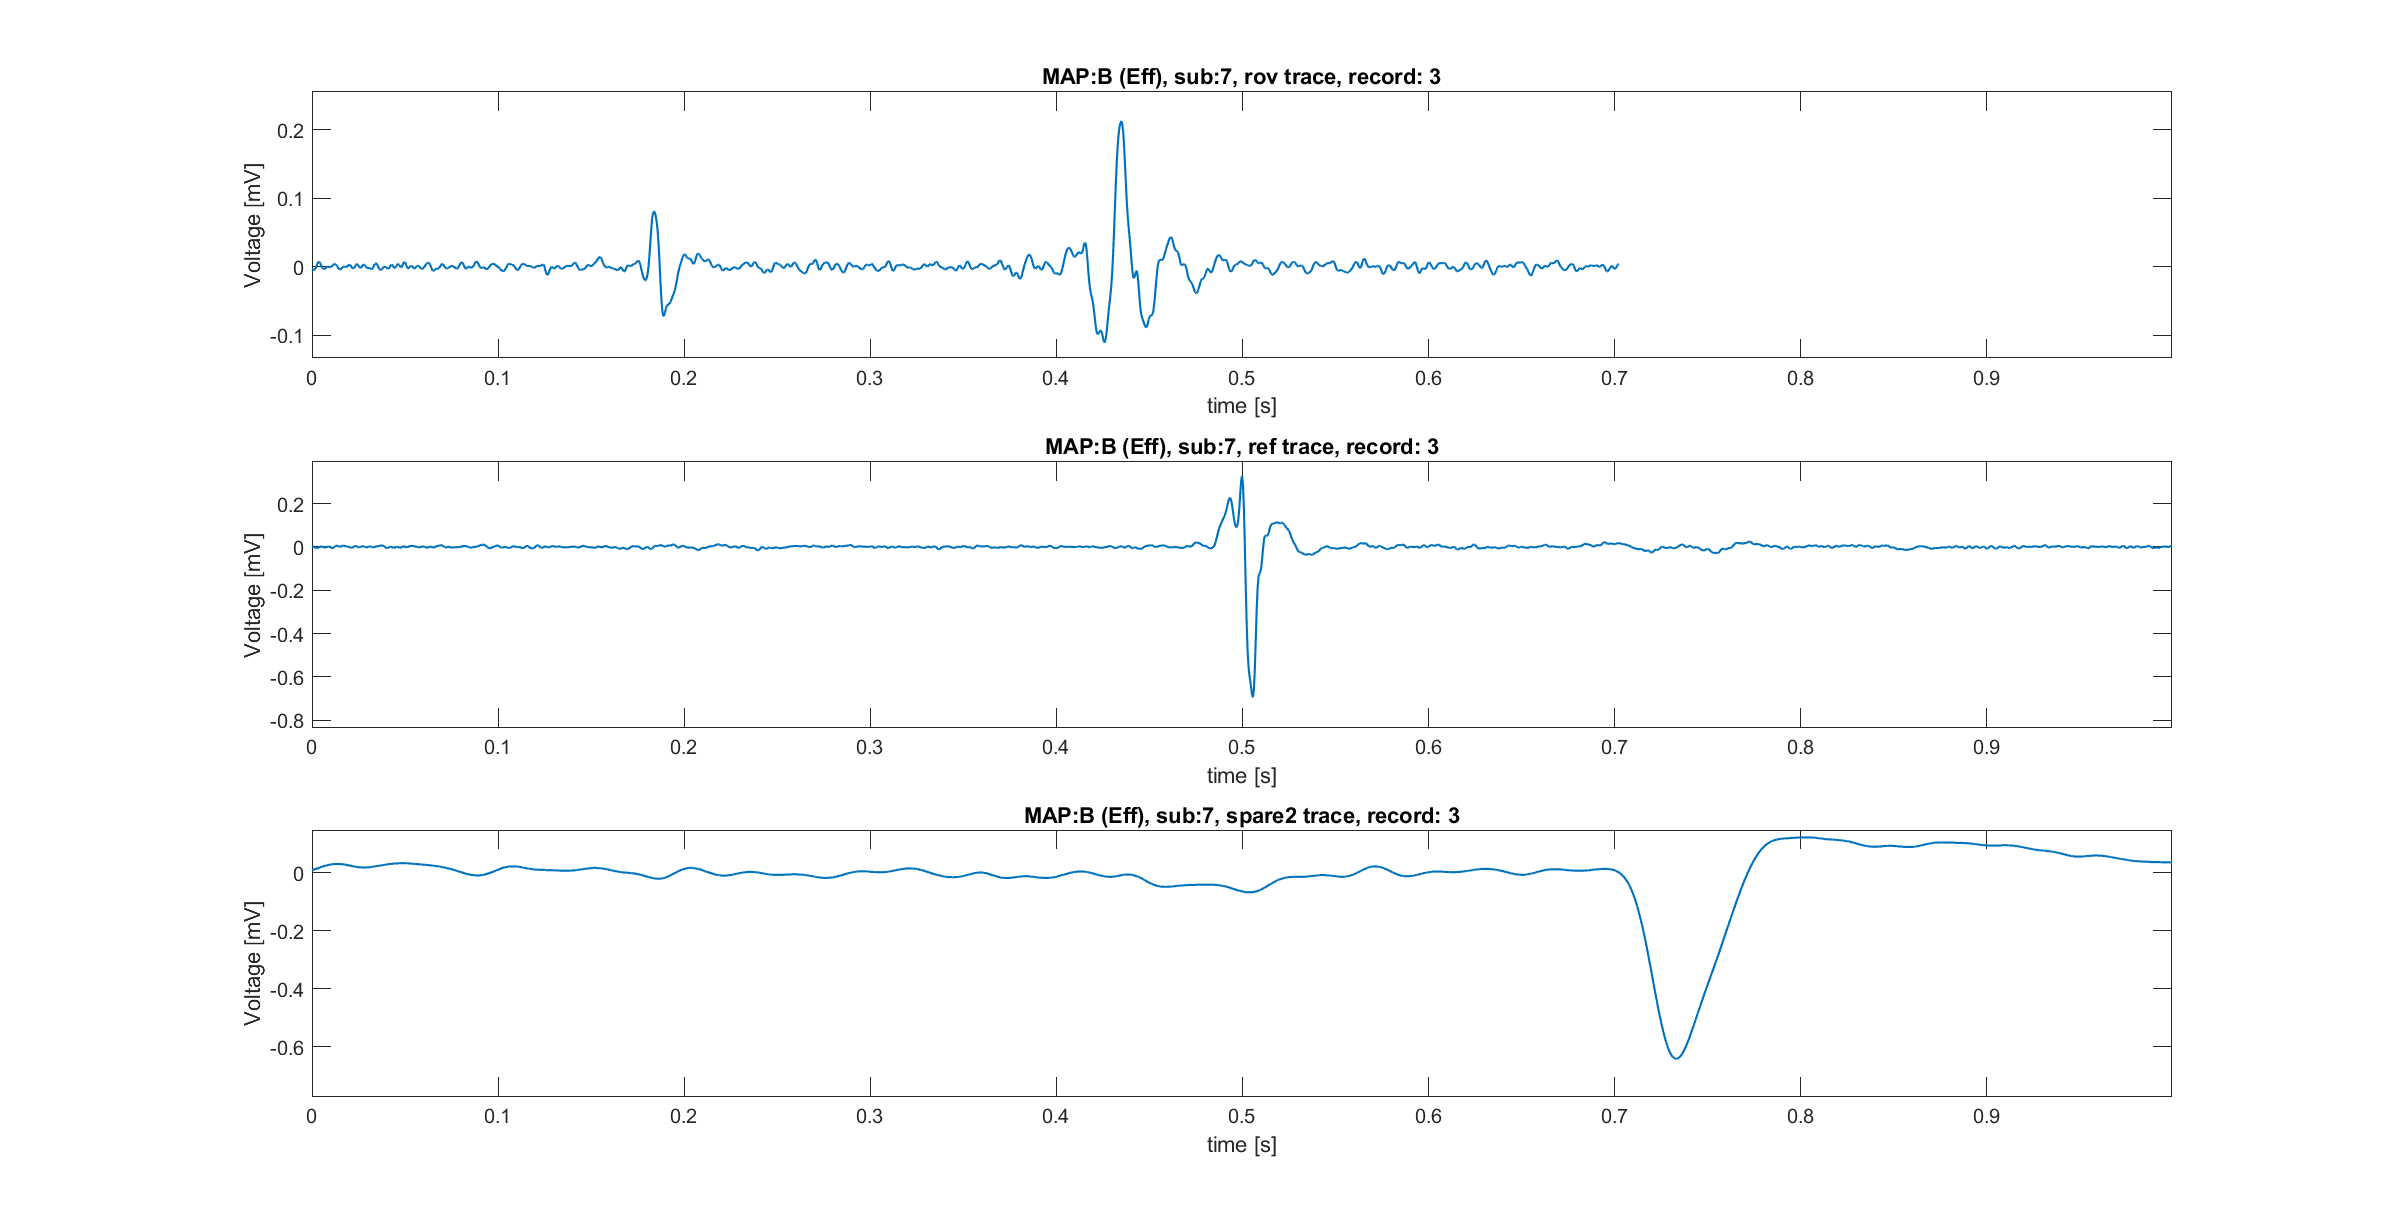 MAP:B (Eff), sub:7, rov trace, record: 3
Voltage [mV]
0.2
0.1
0
-0.1
0 0.1 0.2 0.3 0.4 0.5 0.6 0.7 0.8 0.9
time [s]
MAP:B (Eff), sub:7, ref trace, record: 3
Voltage [mV]
0.2
0
-0.2
-0.4
-0.6
-0.8
0 0.1 0.2 0.3 0.4 0.5 0.6 0.7 0.8 0.9
time [s]
MAP:B (Eff), sub:7, spare2 trace, record: 3
Voltage [mV]
0
-0.2
-0.4
-0.6
0 0.1 0.2 0.3 0.4 0.5 0.6 0.7 0.8 0.9
time [s]